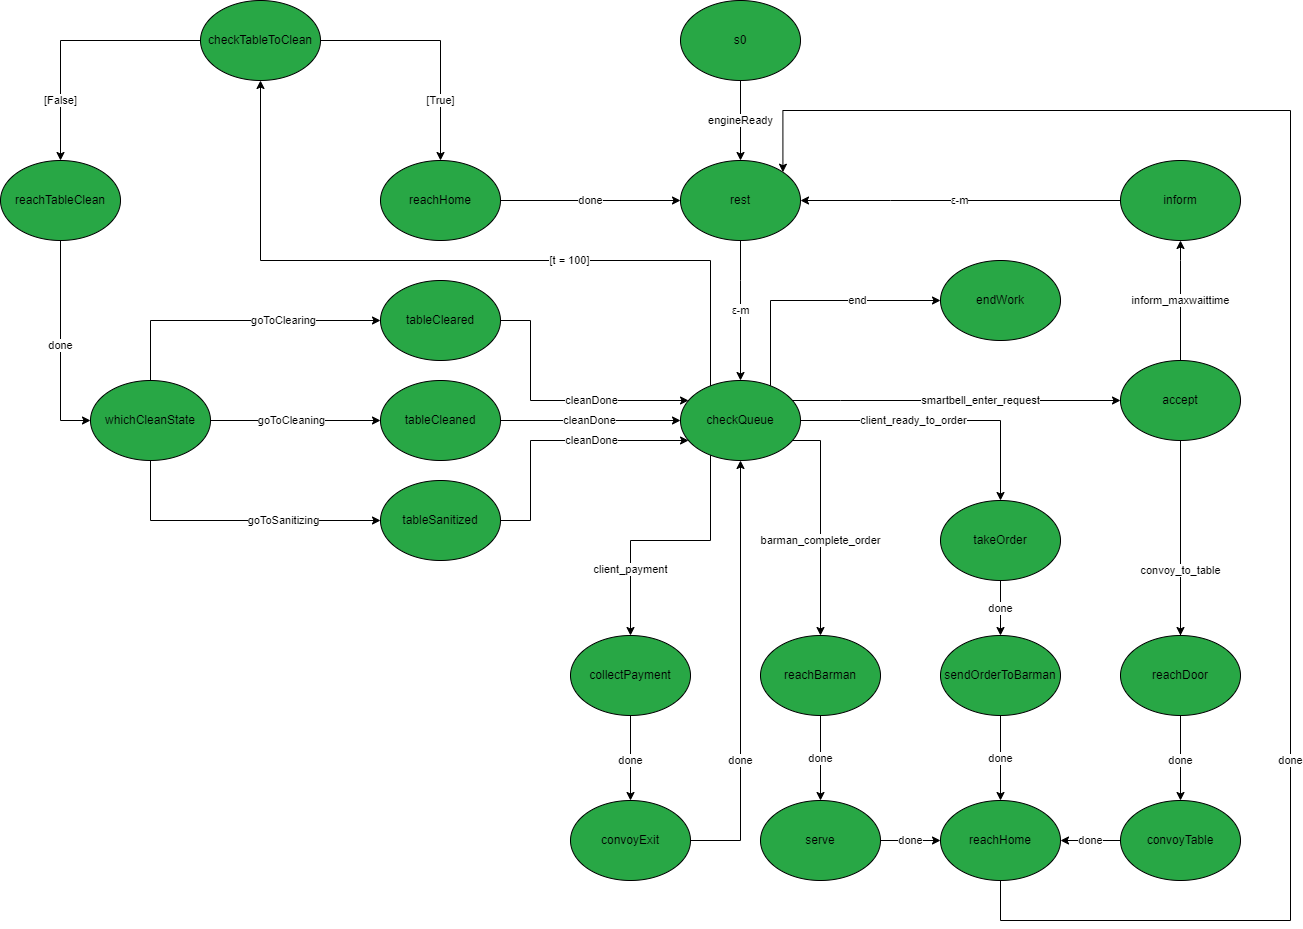 checkTableToClean
s0
[False]
[True]
engineReady
reachTableClean
reachHome
done
rest
ε-m
inform
[t = 100]
endWork
end
inform_maxwaittime
ε-m
goToClearing
tableCleared
done
cleanDone
smartbell_enter_request
accept
whichCleanState
goToCleaning
tableCleaned
cleanDone
checkQueue
client_ready_to_order
cleanDone
goToSanitizing
tableSanitized
barman_complete_order
takeOrder
client_payment
convoy_to_table
done
collectPayment
reachBarman
sendOrderToBarman
reachDoor
done
done
done
done
done
done
convoyExit
serve
done
reachHome
done
convoyTable